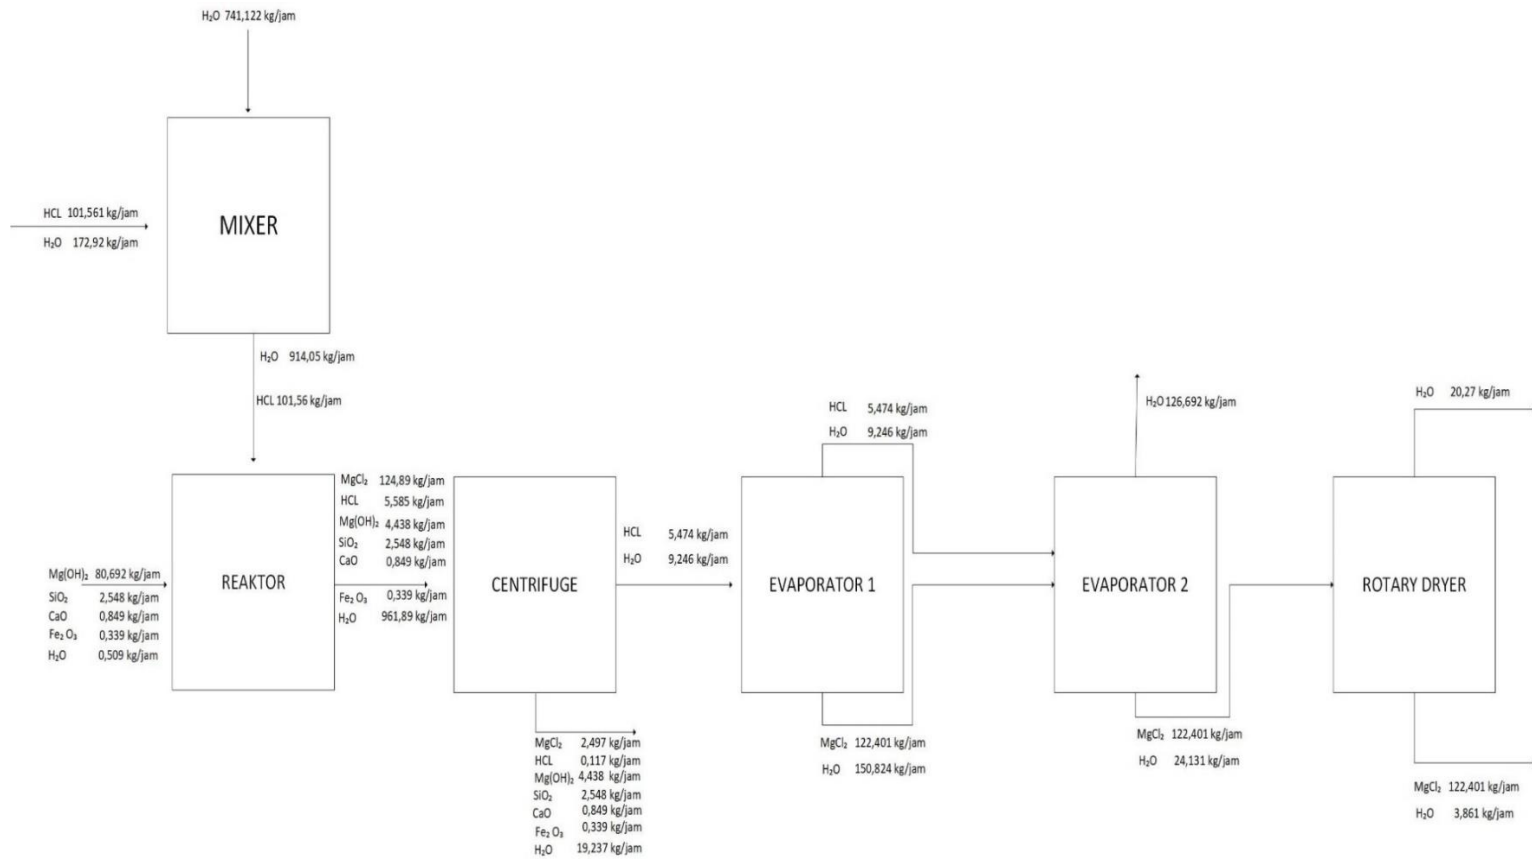 H₂O 741,122 kg/jam
MIXER
HCL 101,561 kg/jam
H₂O 172,92 kg/jam
H₂O 914,05 kg/jam
HCL 101,56 kg/jam
Mg(OH)₂ 80,692 kg/jam
SiO₂ 2,548 kg/jam
CaO 0,849 kg/jam
Fe₂O₃ 0,339 kg/jam
H₂O 0,509 kg/jam
REAKTOR
MgCl₂ 124,89 kg/jam
HCL 5,585 kg/jam
Mg(OH)₂ 4,438 kg/jam
SiO₂ 2,548 kg/jam
CaO 0,849 kg/jam
Fe₂O₃ 0,339 kg/jam
H₂O 961,89 kg/jam
CENTRIFUGE
MgCl₂ 2,497 kg/jam
HCL 0,117 kg/jam
Mg(OH)₂ 4,438 kg/jam
SiO₂ 2,548 kg/jam
CaO 0,849 kg/jam
Fe₂O₃ 0,339 kg/jam
H₂O 19,237 kg/jam
HCL 5,474 kg/jam
H₂O 9,246 kg/jam
EVAPORATOR 1
HCL 5,474 kg/jam
H₂O 9,246 kg/jam
MgCl₂ 122,401 kg/jam
H₂O 150,824 kg/jam
H₂O 126,692 kg/jam
EVAPORATOR 2
MgCl₂ 122,401 kg/jam
H₂O 24,131 kg/jam
H₂O 20,27 kg/jam
ROTARY DRYER
MgCl₂ 122,401 kg/jam
H₂O 3,861 kg/jam